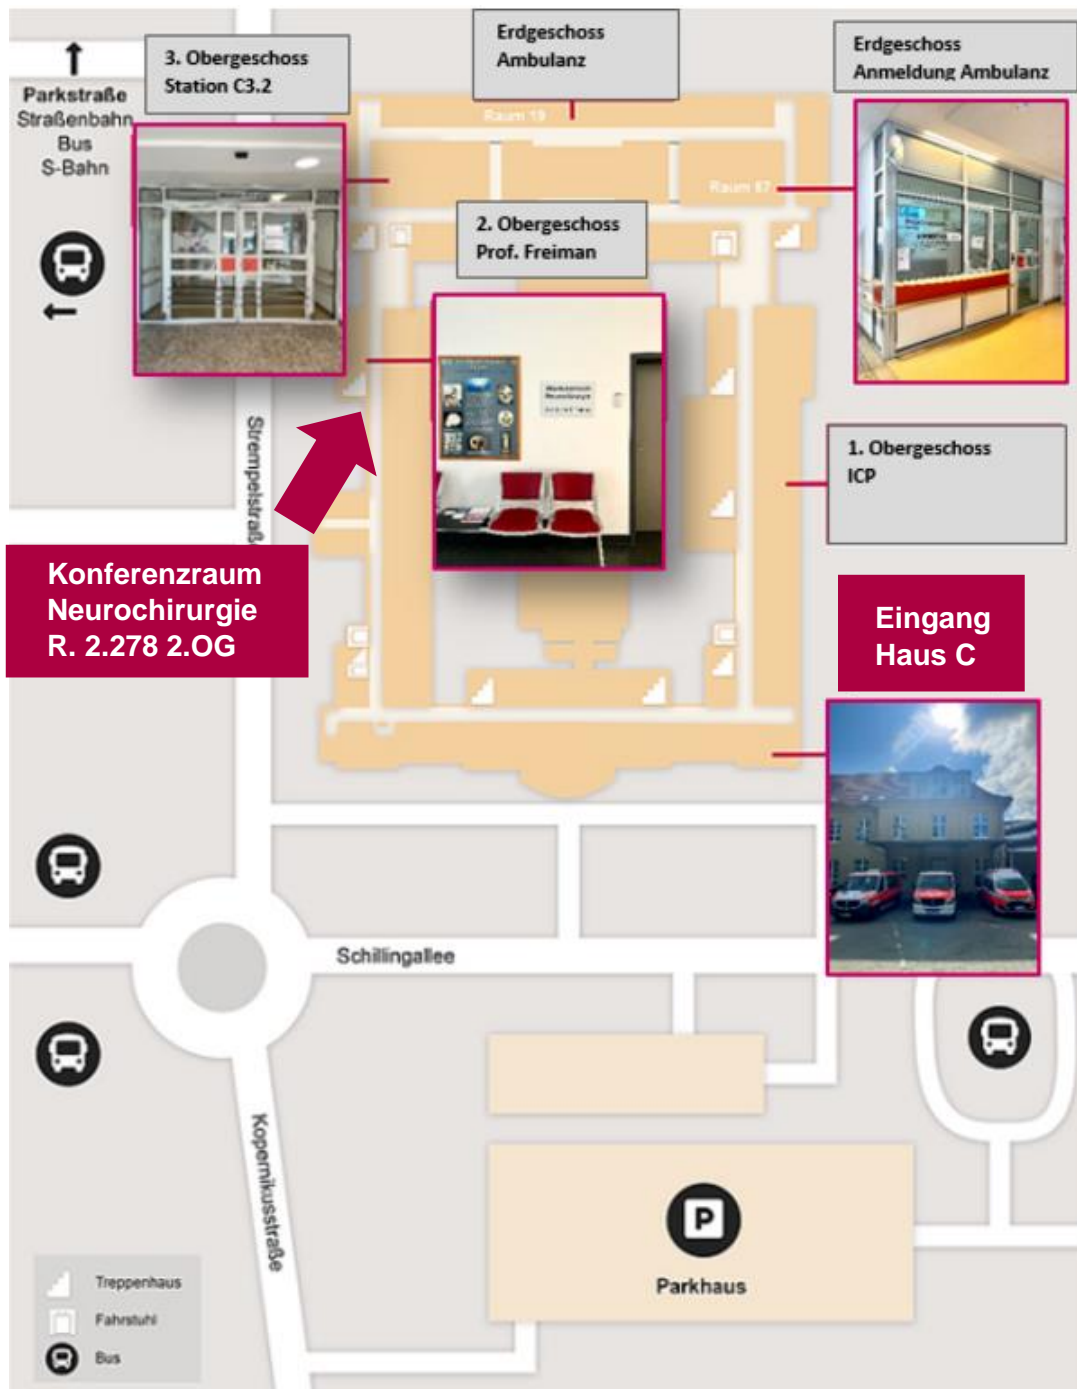 3. Obergeschoss
Station C3.2
Erdgeschoss
Ambulanz
Erdgeschoss
Anmeldung Ambulanz
Parkstraße
Straßenbahn
Bus
S-Bahn
Raum 19
Raum 67
2. Obergeschoss
Prof. Freiman
1. Obergeschoss
ICP
Strempelstraße
Konferenzraum
Neurochirurgie
R. 2.278 2.OG
Eingang
Haus C
Schillingallee
Kopernikusstraße
P
Parkhaus
Treppenhaus
Fahrstuhl
Bus